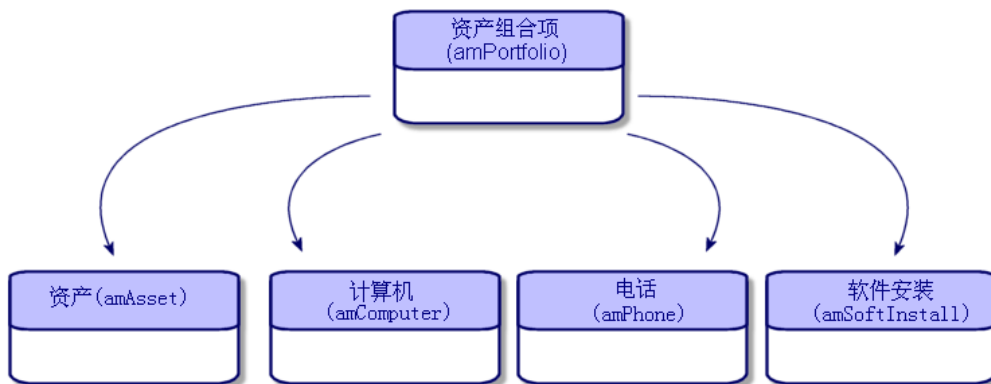 资产组合项
(amPortfolio)
资产(amAsset)
计算机
(amComputer)
电话
(amPhone)
软件安装
(amSoftInstall)